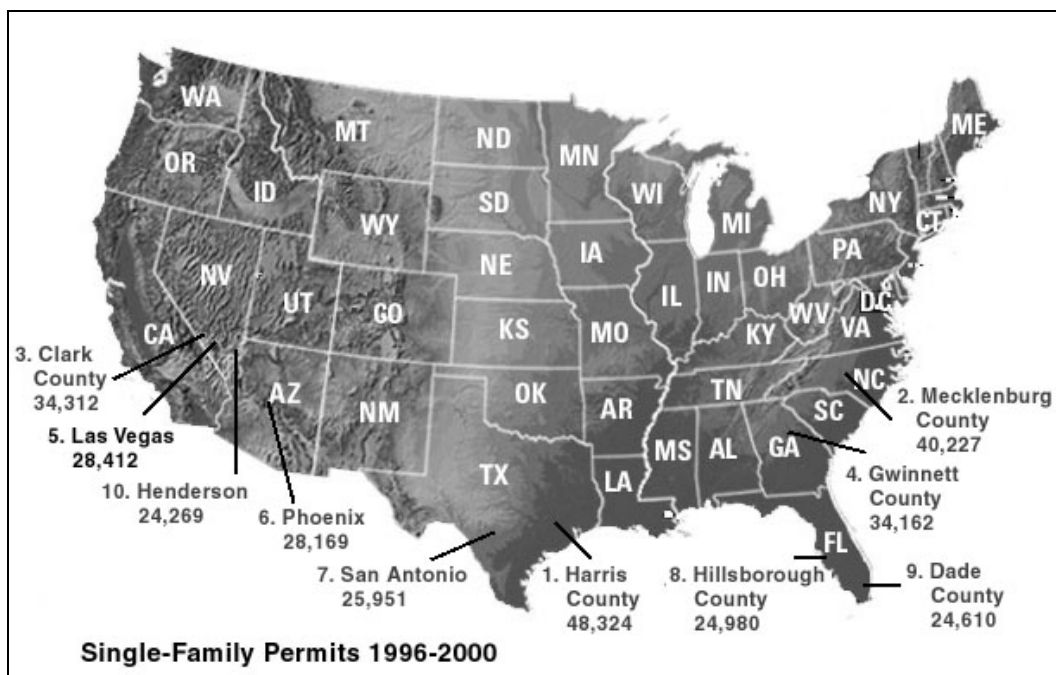 WA
MT
ND
MN
ME
OR
ID
WY
SD
WI
MI
NY
CT
NV
UT
GO
NE
IA
IL
IN
OH
PA
D.C
CA
KS
MO
KY
WV
VA
AZ
NM
OK
AR
TN
NC
SC
TX
LA
MS
AL
GA
FL
3. Clark
County
34,312
5. Las Vegas
28,412
10. Henderson
24,269
6. Phoenix
28,169
7. San Antonio
25,951
1. Harris
County
48,324
8. Hillsborough
County
24,980
9. Dade
County
24,610
2. Mecklenburg
County
40,227
4. Gwinnett
County
34,162
Single-Family Permits 1996-2000